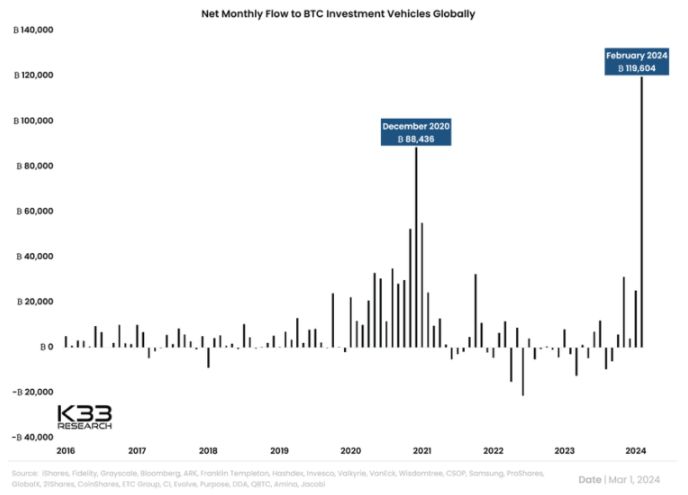 Net Monthly Flow to BTC Investment Vehicles Globally
₿ 140,000
₿ 120,000
₿ 100,000
₿ 80,000
₿ 60,000
₿ 40,000
₿ 20,000
₿ 0
-₿ 20,000
-₿ 40,000
February 2024
₿ 119,604
December 2020
₿ 88,436
K33
RESEARCH
2016 2017 2018 2019 2020 2021 2022 2023 2024
Source: iShares, Fidelity, Grayscale, Bloomberg, ARK, Franklin Templeton, Hashdex, Invesco, Valkyrie, VanEck, Wisdomtree, CSOP, Samsung, ProShares,
GlobalX, 21Shares, CoinShares, ETC Group, CI, Evolve, Purpose, DDA, QBTC, Amina, Jacobi
Date | Mar 1, 2024